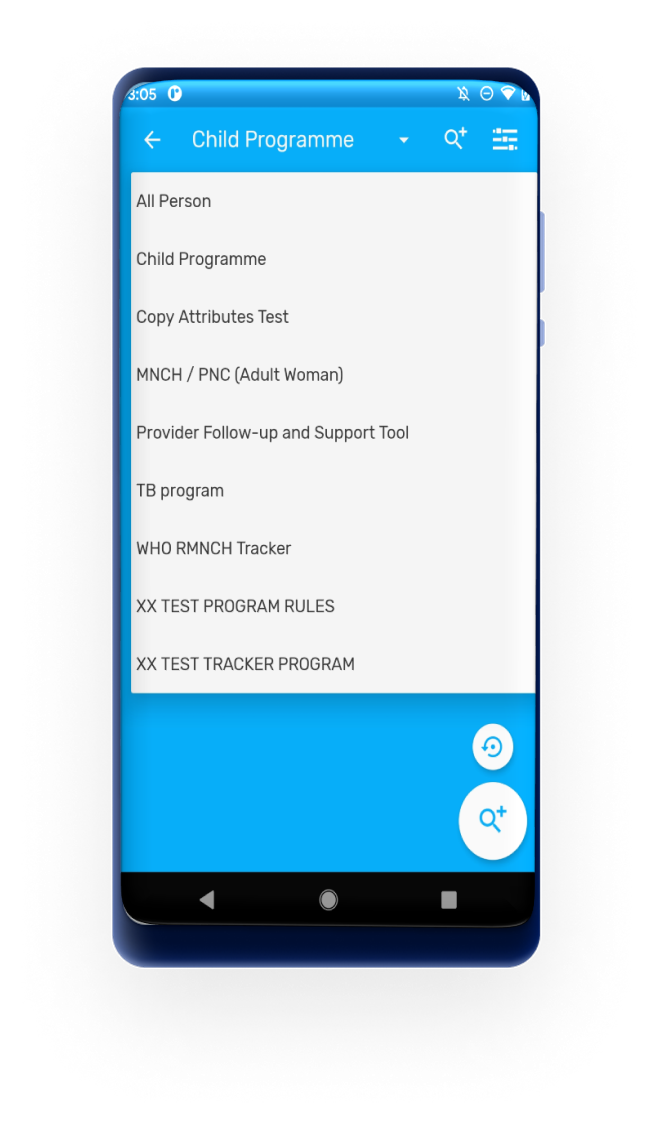 3:05
Child Programme
All Person
Child Programme
Copy Attributes Test
MNCH / PNC (Adult Woman)
Provider Follow-up and Support Tool
TB program
WHO RMNCH Tracker
XX TEST PROGRAM RULES
XX TEST TRACKER PROGRAM